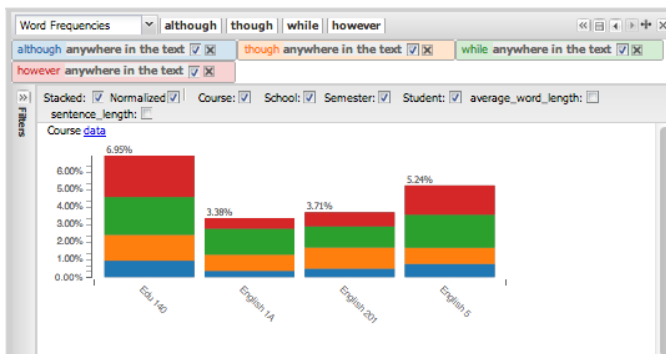 Word Frequencies although though while however
although anywhere in the text
though anywhere in the text
while anywhere in the text
however anywhere in the text
Filters
Stacked: Normalized Course: School: Semester: Student: average_word_length:
sentence_length:
Course data
6.95%
3.38%
3.71%
5.24%
6.00%
5.00%
4.00%
3.00%
2.00%
1.00%
0.00%
Edu 140
English 1A
English 201
English 5